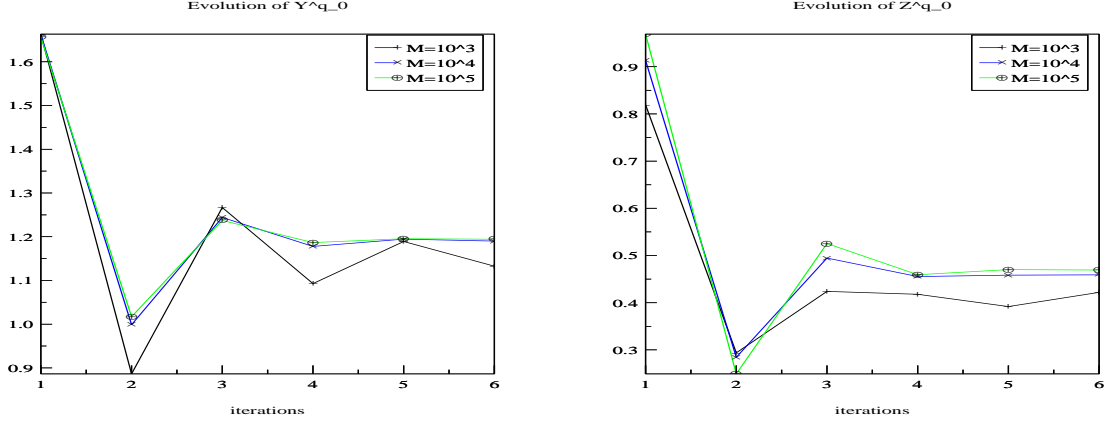 Evolution of Y^q_0
M=10^3
M=10^4
M=10^5
1.6
1.5
1.4
1.3
1.2
1.1
1.0
0.9
1 2 3 4 5 6
iterations
Evolution of Z^q_0
M=10^3
M=10^4
M=10^5
0.9
0.8
0.7
0.6
0.5
0.4
0.3
1 2 3 4 5 6
iterations